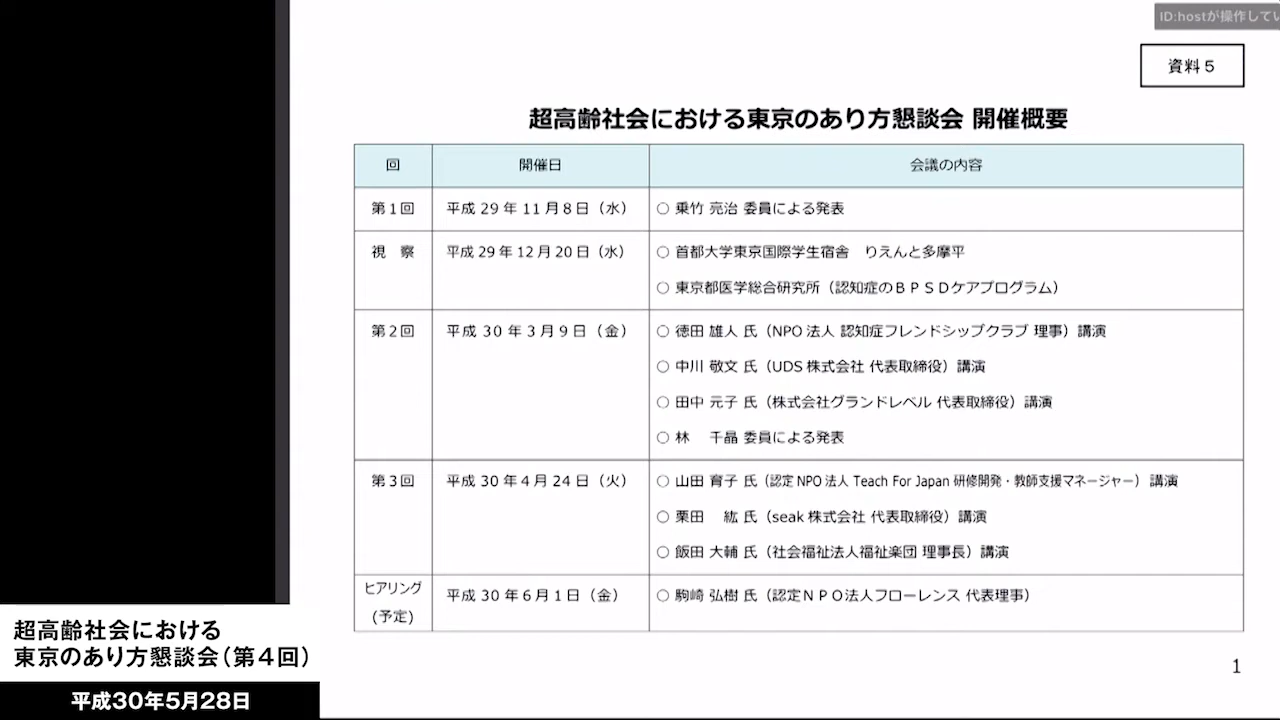 ID:hostが操作してい
資料５
超高齢社会における東京のあり方懇談会 開催概要
回 開催日 会議の内容
第１回 平成 29 年 11 月 8 日（水） ○ 乗竹 亮治 委員による発表
視　察 平成 29 年 12 月 20 日（水） ○ 首都大学東京国際学生宿舎　りえんと多摩平
○ 東京都医学総合研究所（認知症のＢＰＳＤケアプログラム）
第２回 平成 30 年 3 月 9 日（金） ○ 徳田 雄人 氏（NPO 法人 認知症フレンドシップクラブ 理事）講演
○ 中川 敬文 氏（UDS 株式会社 代表取締役）講演
○ 田中 元子 氏（株式会社グランドレベル 代表取締役）講演
○ 林　千晶 委員による発表
第３回 平成 30 年 4 月 24 日（火） ○ 山田 育子 氏（認定 NPO 法人 Teach For Japan 研修開発・教師支援マネージャー）講演
○ 栗田　紘 氏（seak 株式会社 代表取締役）講演
○ 飯田 大輔 氏（社会福祉法人福祉楽団 理事長）講演
ヒアリング
(予定) 平成 30 年 6 月 1 日（金） ○ 駒崎 弘樹 氏（認定ＮＰＯ法人フローレンス 代表理事）
1
超高齢社会における
東京のあり方懇談会（第４回）
平成30年5月28日